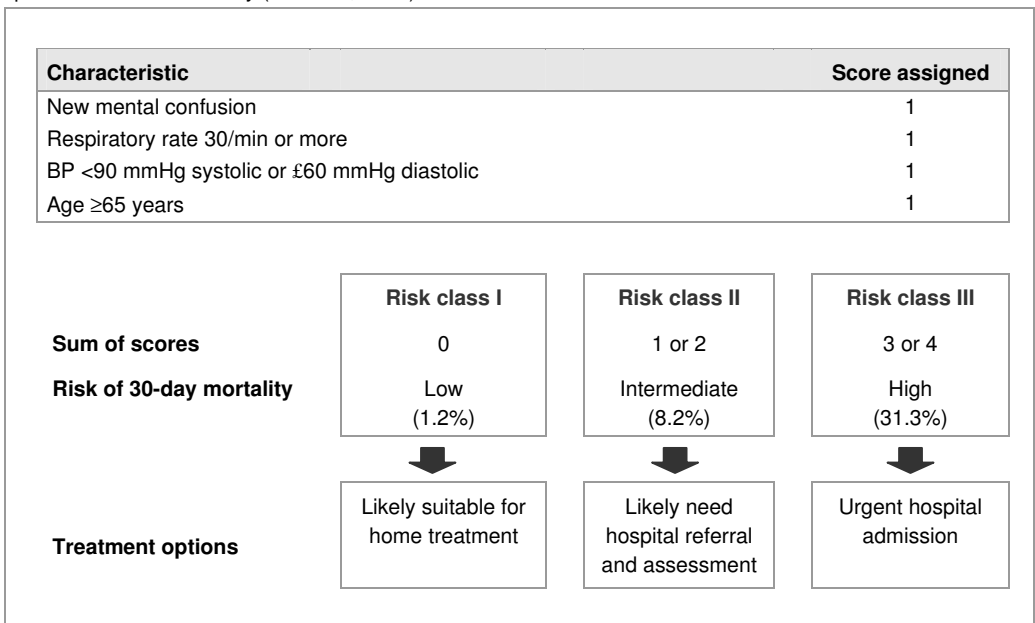 Characteristic Score assigned
New mental confusion 1
Respiratory rate 30/min or more 1
BP <90 mmHg systolic or £60 mmHg diastolic 1
Age ≥65 years 1
Risk class I Risk class II Risk class III
Sum of scores 0 1 or 2 3 or 4
Risk of 30-day mortality Low Intermediate High
(1.2%) (8.2%) (31.3%)
Likely suitable for Likely need Urgent hospital
home treatment hospital referral admission
Treatment options and assessment